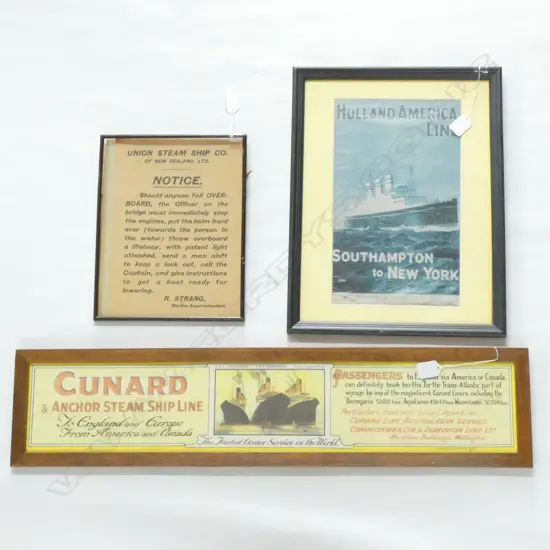 UNION STEAM SHIP CO.
OF NEW ZEALAND, LTD.
NOTICE.
Should anyone fall OVER-
BOARD, the Officer on the
bridge must immediately stop
the engines, put the helm hard
over (towards the person in
the water) throw overboard
a lifebuoy, with patent light
attached, send a man aloft
to keep a look out, call the
Captain, and give instructions
to get a boat ready for
lowering.
R. STRANG,
Marine Superintendent
HOLLAND AMERICA
LINE
SOUTHAMPTON
to NEW YORK
CUNARD
& ANCHOR STEAM SHIP LINE
To England and Europe
From America and Canada
The Fastest Ocean Service in the World
PASSENGERS to via America or Canada
can definitely book berths for the Trans-Atlantic part of
voyage by any of the magnificent Cunard Liners, including the
Berengaria Aquitania Mauretania
Particulars from any Local Agent or
CUNARD LINE AUSTRALASIAN SERVICE
COMMONWEALTH & DOMINION LINE LTD
Wellington